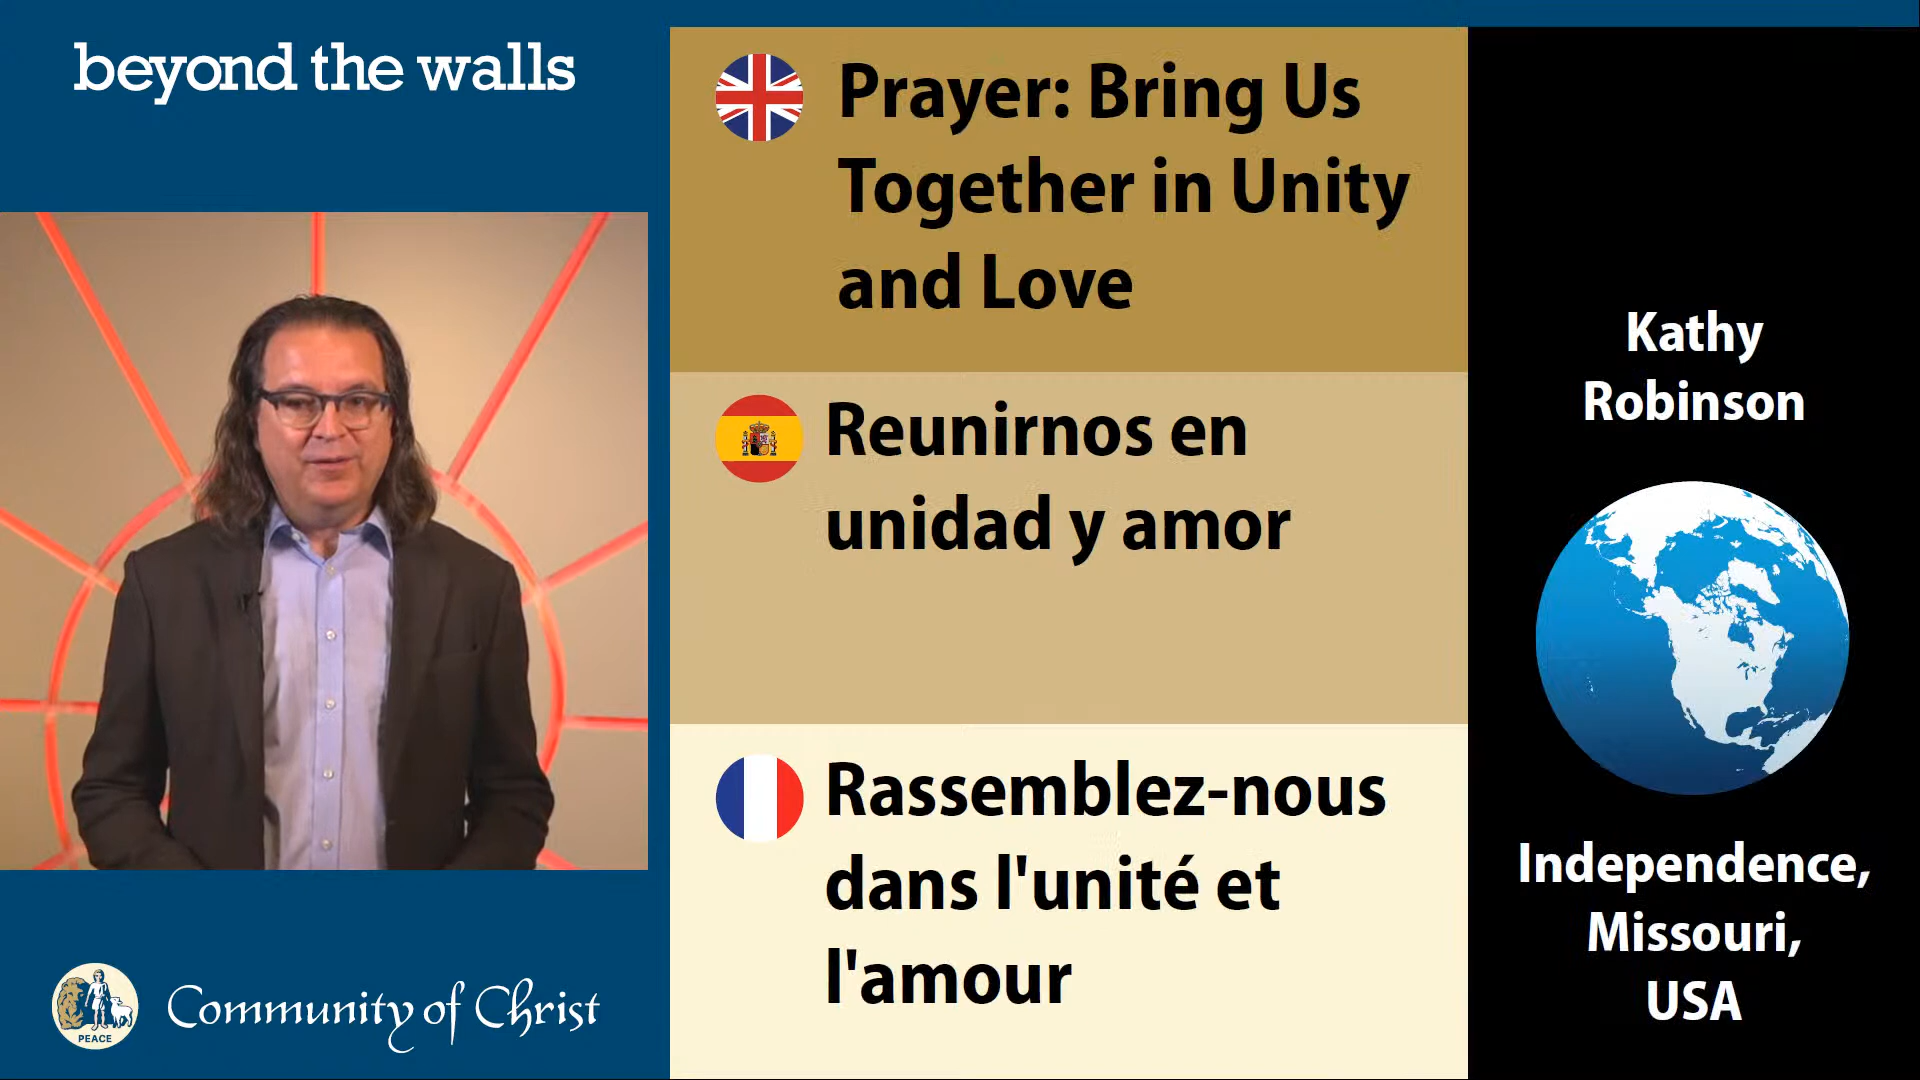 beyond the walls
Prayer: Bring Us
Together in Unity
and Love
Reunirnos en
unidad y amor
Rassemblez-nous
dans l'unité et
l'amour
Kathy
Robinson
Independence,
Missouri,
USA
PEACE
Community of Christ